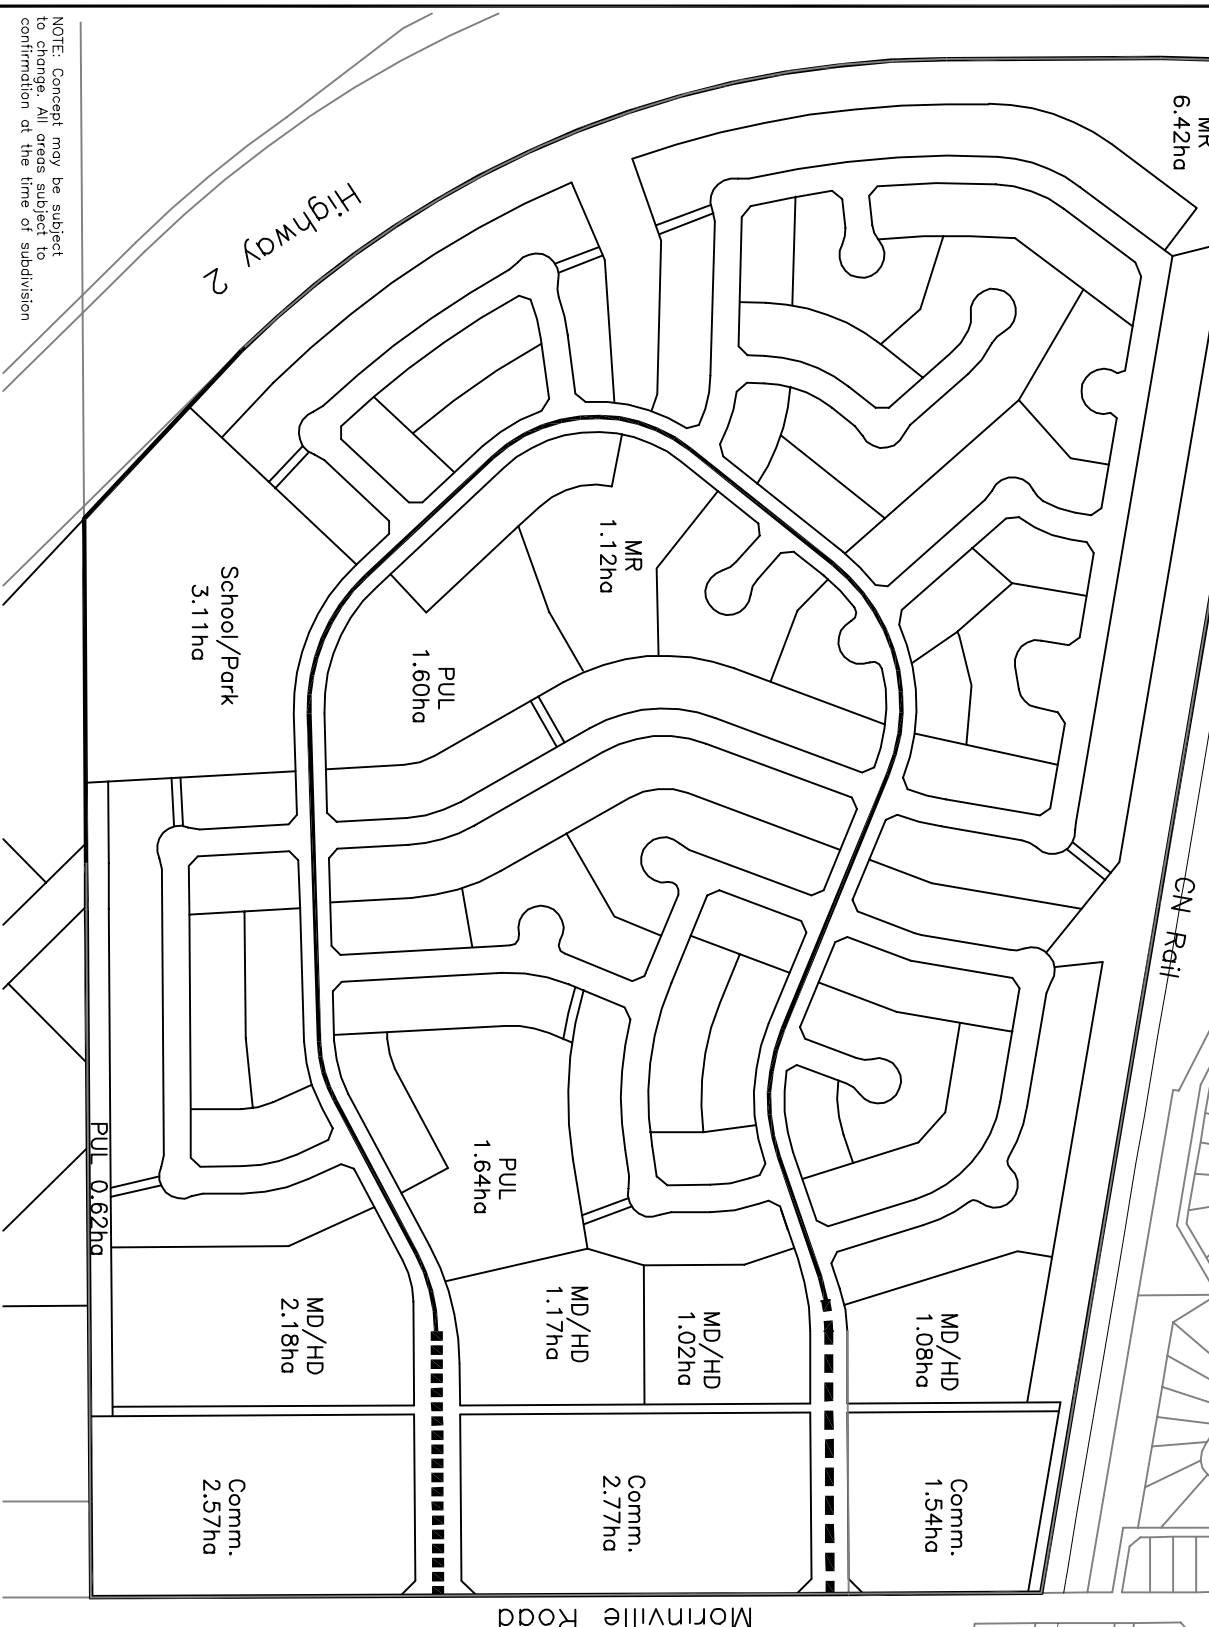 NOTE: Concept may be subject
to change. All areas subject to
confirmation at the time of subdivision
Highway 2
MR
6.42ha
MR
1.12ha
School/Park
3.11ha
PUL
1.60ha
CN Rail
PUL 0.62ha
PUL
1.64ha
MD/HD
2.18ha
MD/HD
1.17ha
MD/HD
1.02ha
MD/HD
1.08ha
Comm.
2.57ha
Comm.
2.77ha
Comm.
1.54ha
Morinville Road